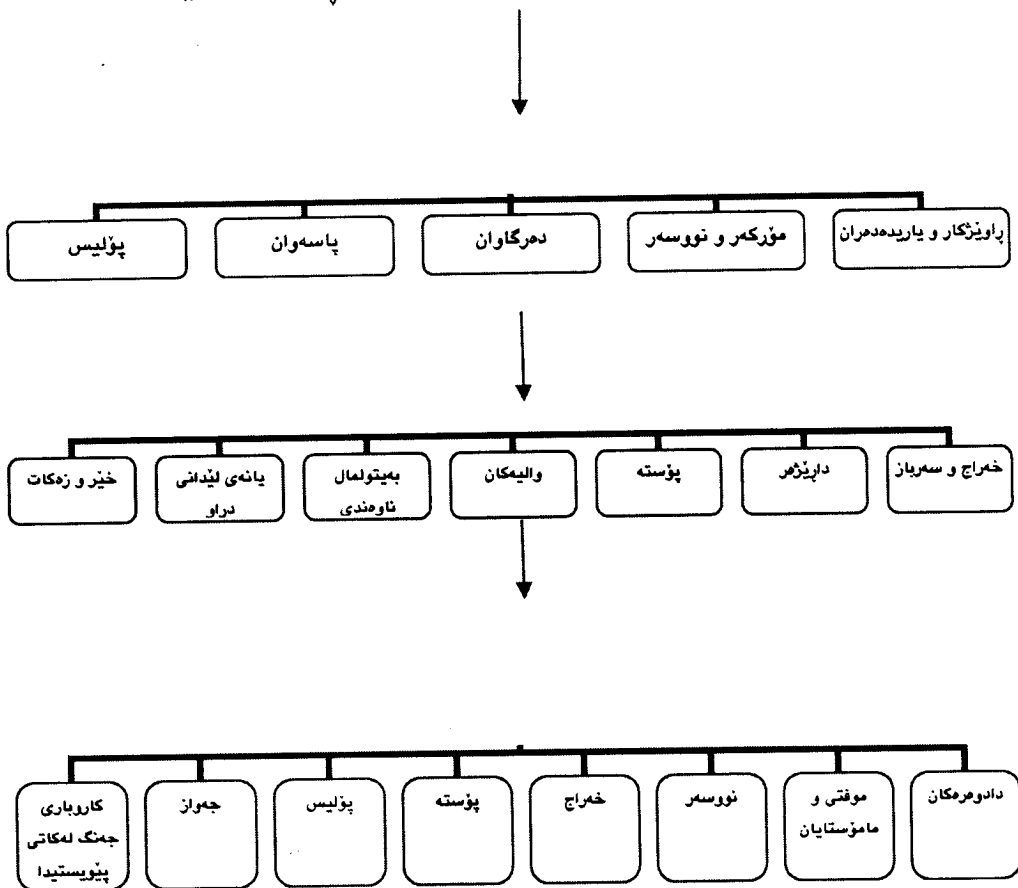 ڕاوێژکار و یاریدەدەران
مۆرکەر و نووسەر
دەرگاوان
پاسەوان
پۆلیس
خەراج و سەرباز
داڕێژەر
پۆستە
والیەکان
بەیتولمال
ناوەندی
یانەی لێدانی
دراو
خێر و زەکات
دادوەرەکان
موفتی و
مامۆستایان
نووسەر
خەراج
پۆستە
پۆلیس
جەواز
کاروباری
جەنگ لەکاتی
پێویستیدا